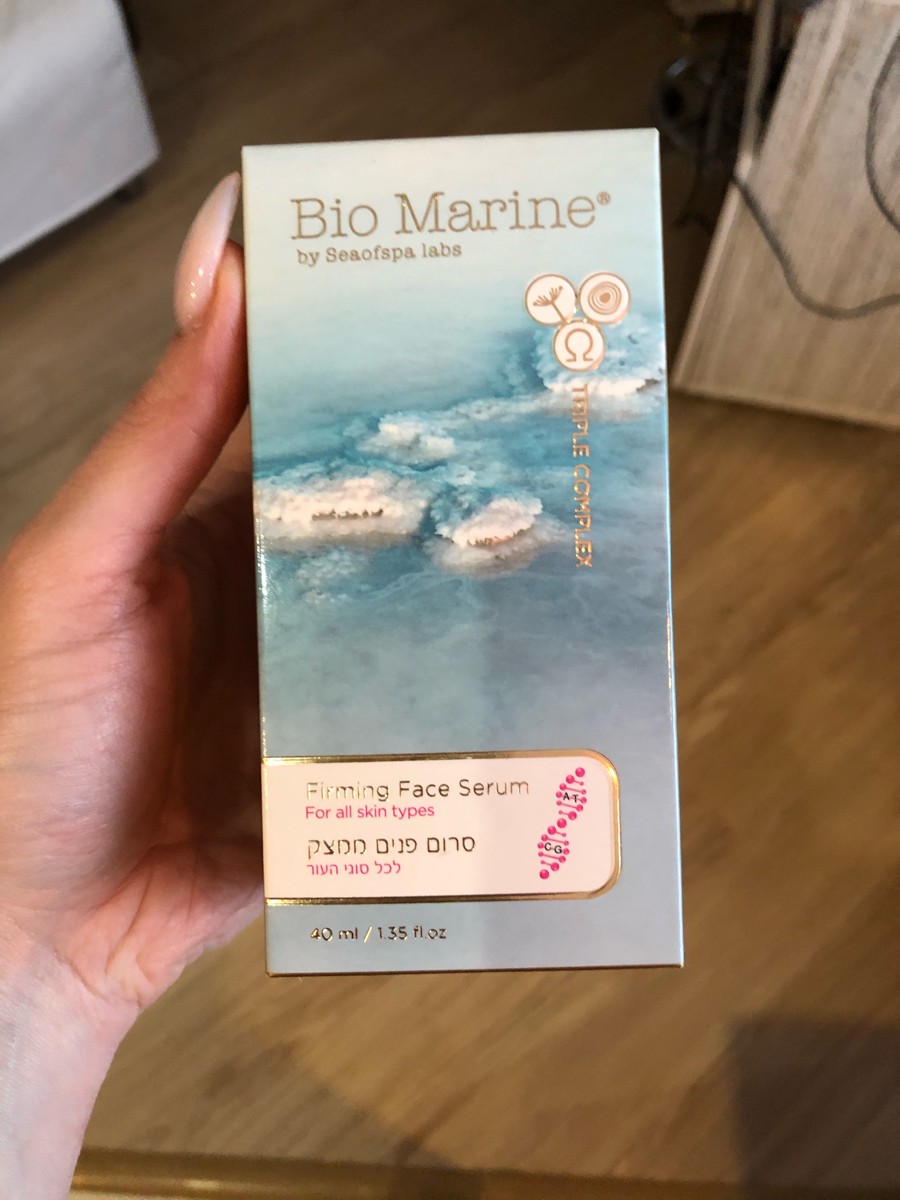 Bio Marine®
by Seaofspa labs
Ω
TRIPLE COMPLEX
Firming Face Serum
For all skin types
A-T
סרום פנים ממצק
C-G
לכל סוגי העור
40 ml / 1.35 fl.oz